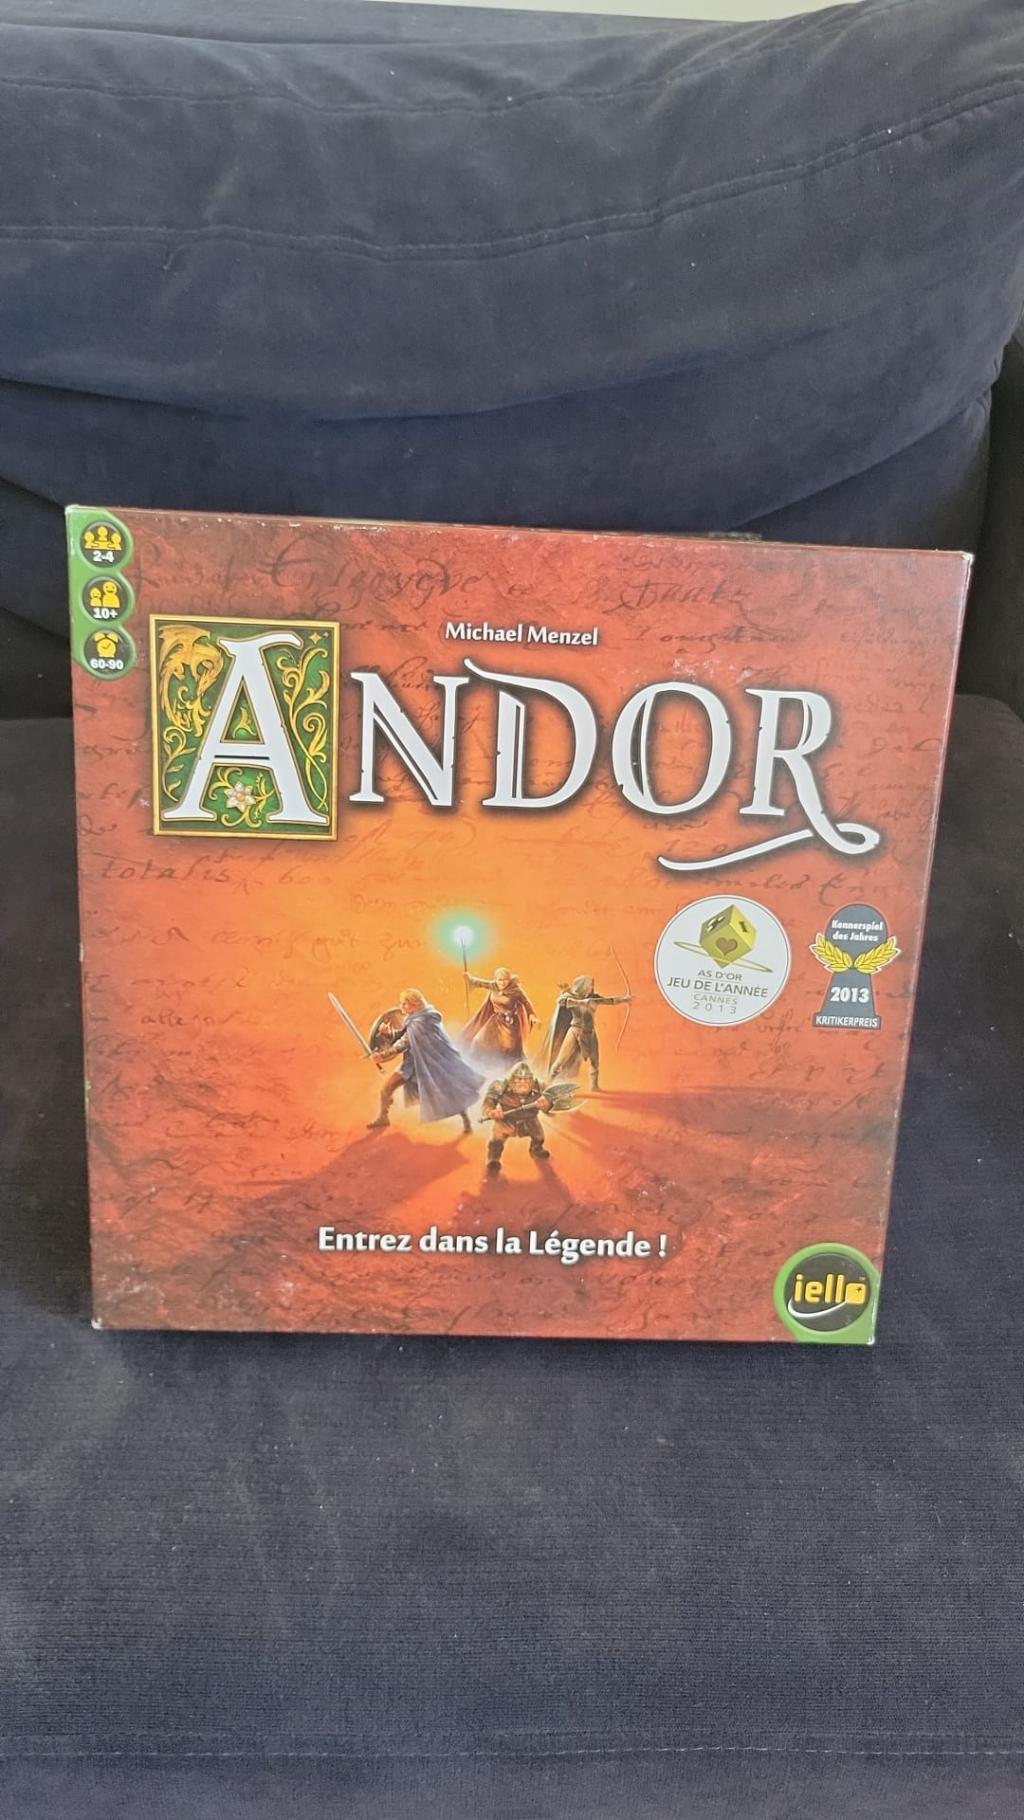 2-4
10+
60-90
Michael Menzel
ANDOR
totalis
AS D'OR
JEU DE L'ANNÉE
CANNES
2013
Kennerspiel
des Jahres
2013
KRITIKERPREIS
Entrez dans la Légende !
iello